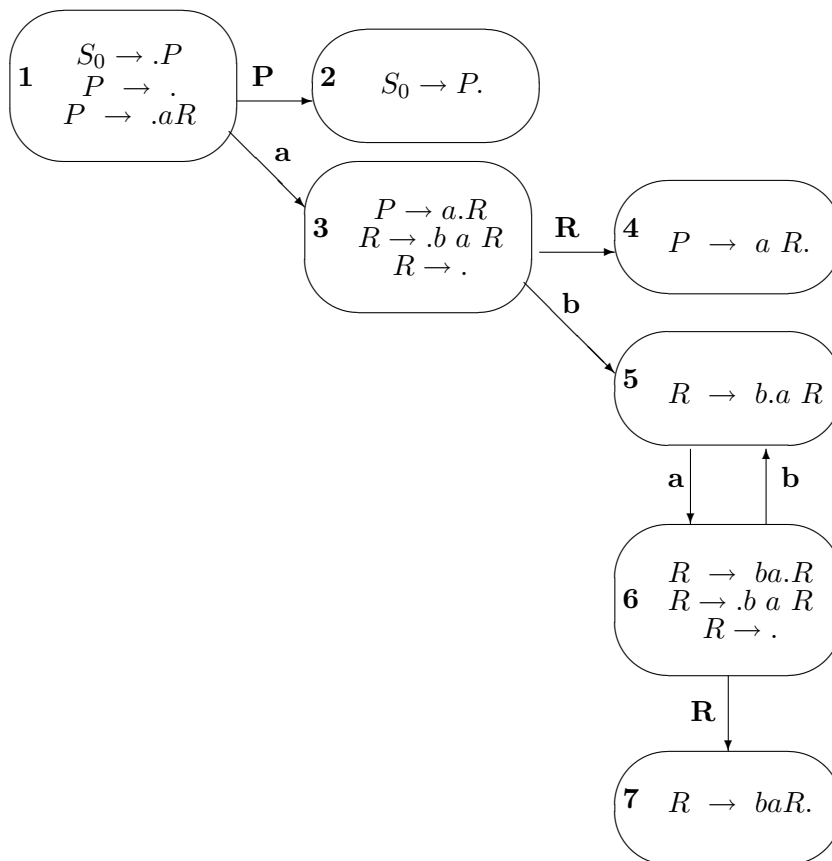 1
S₀ → .P
P → .
P → .aR
P
2
S₀ → P.
a
3
P → a.R
R → .b a R
R → .
R
4
P → a R.
b
5
R → b.a R
a
b
6
R → ba.R
R → .b a R
R → .
R
7
R → baR.